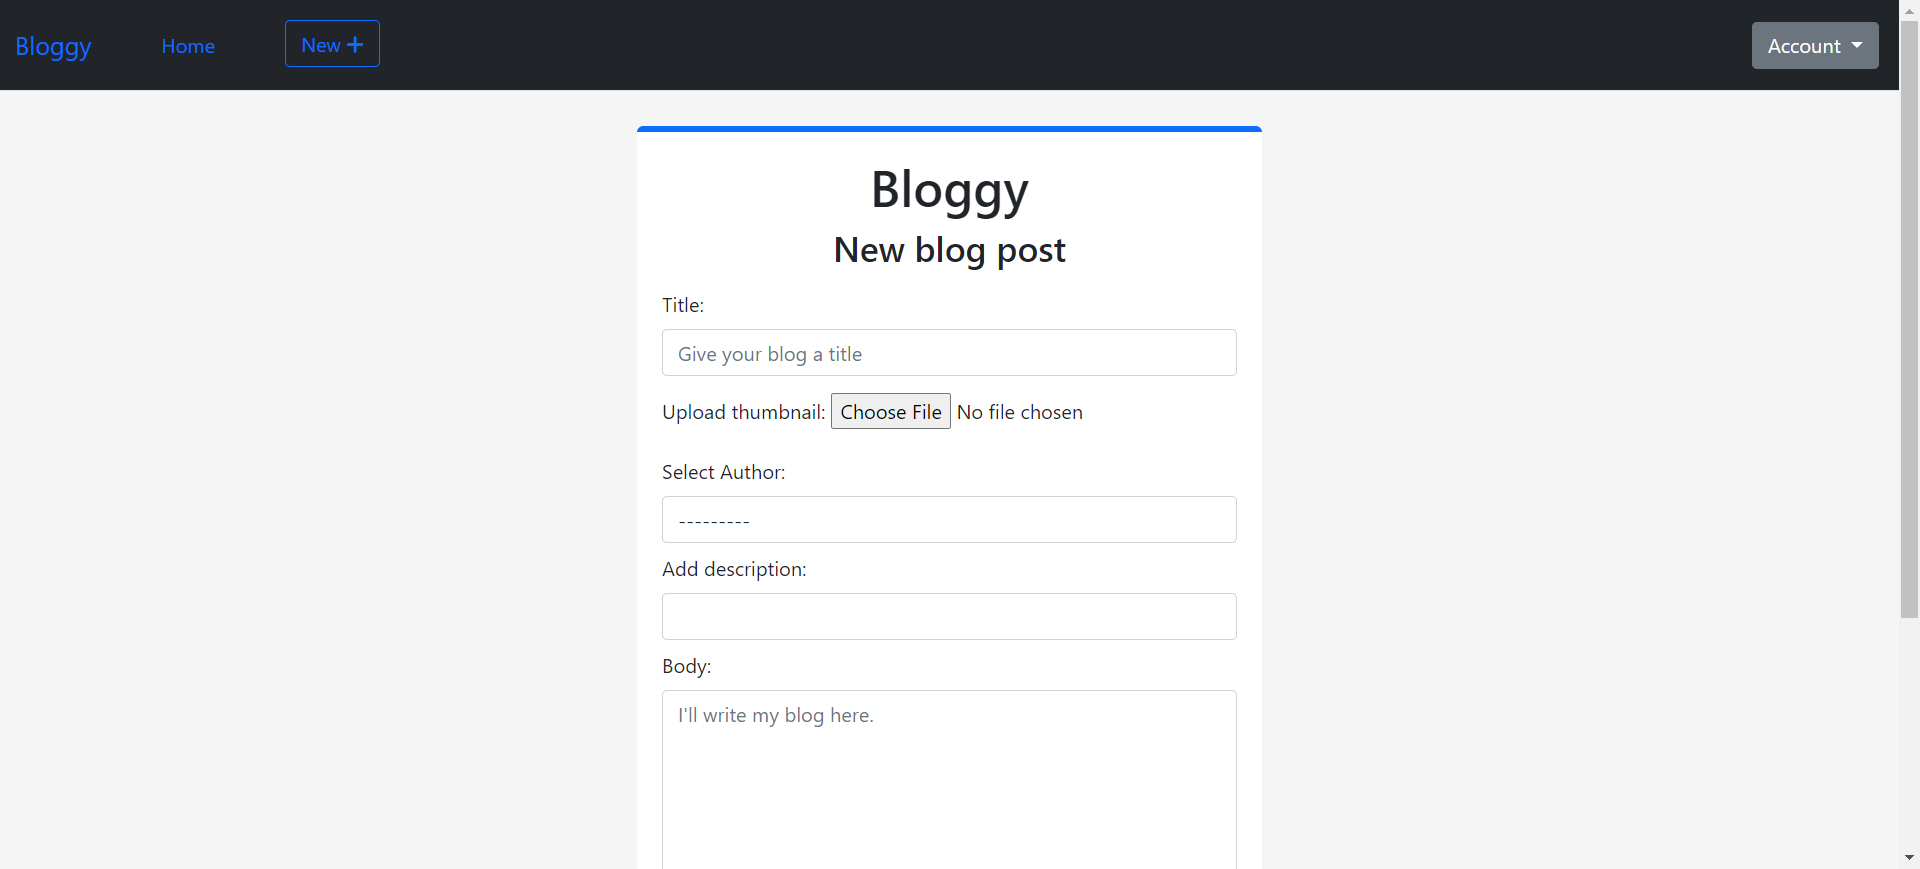 Bloggy Home New + Account
Bloggy
New blog post
Title:
Give your blog a title
Upload thumbnail: Choose File No file chosen
Select Author:
---------
Add description:
Body:
I'll write my blog here.